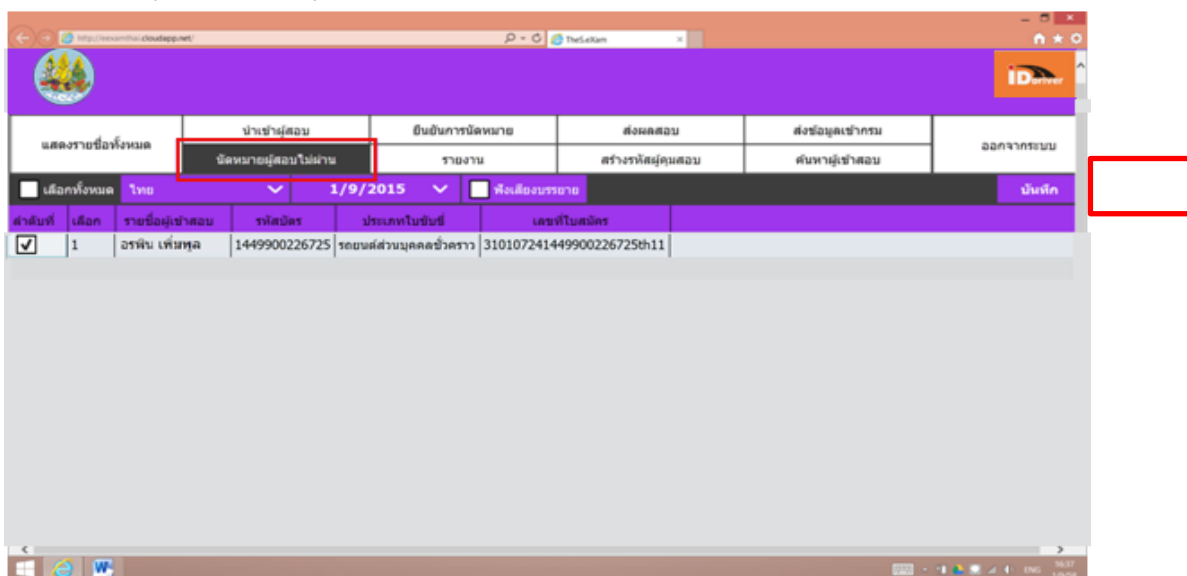 http://eexamthai.cloudapp.net/
TheS.eXam
iDdriver
แสดงรายชื่อทั้งหมด
นำเข้าผู้สอบ ยืนยันการนัดหมาย ส่งผลสอบ ส่งข้อมูลเข้ากรม
นัดหมายผู้สอบไม่ผ่าน รายงาน สร้างรหัสผู้คุมสอบ ค้นหาผู้เข้าสอบ
ออกจากระบบ
เลือกทั้งหมด ไทย 1/9/2015 ฟังเสียงบรรยาย บันทึก
ลำดับที่ เลือก รายชื่อผู้เข้าสอบ รหัสบัตร ประเภทใบขับขี่ เลขที่ใบสมัคร
1 อรพิน เพิ่มพูล 1449900226725 รถยนต์ส่วนบุคคลชั่วคราว 310107241449900226725th11
ENG 16:37